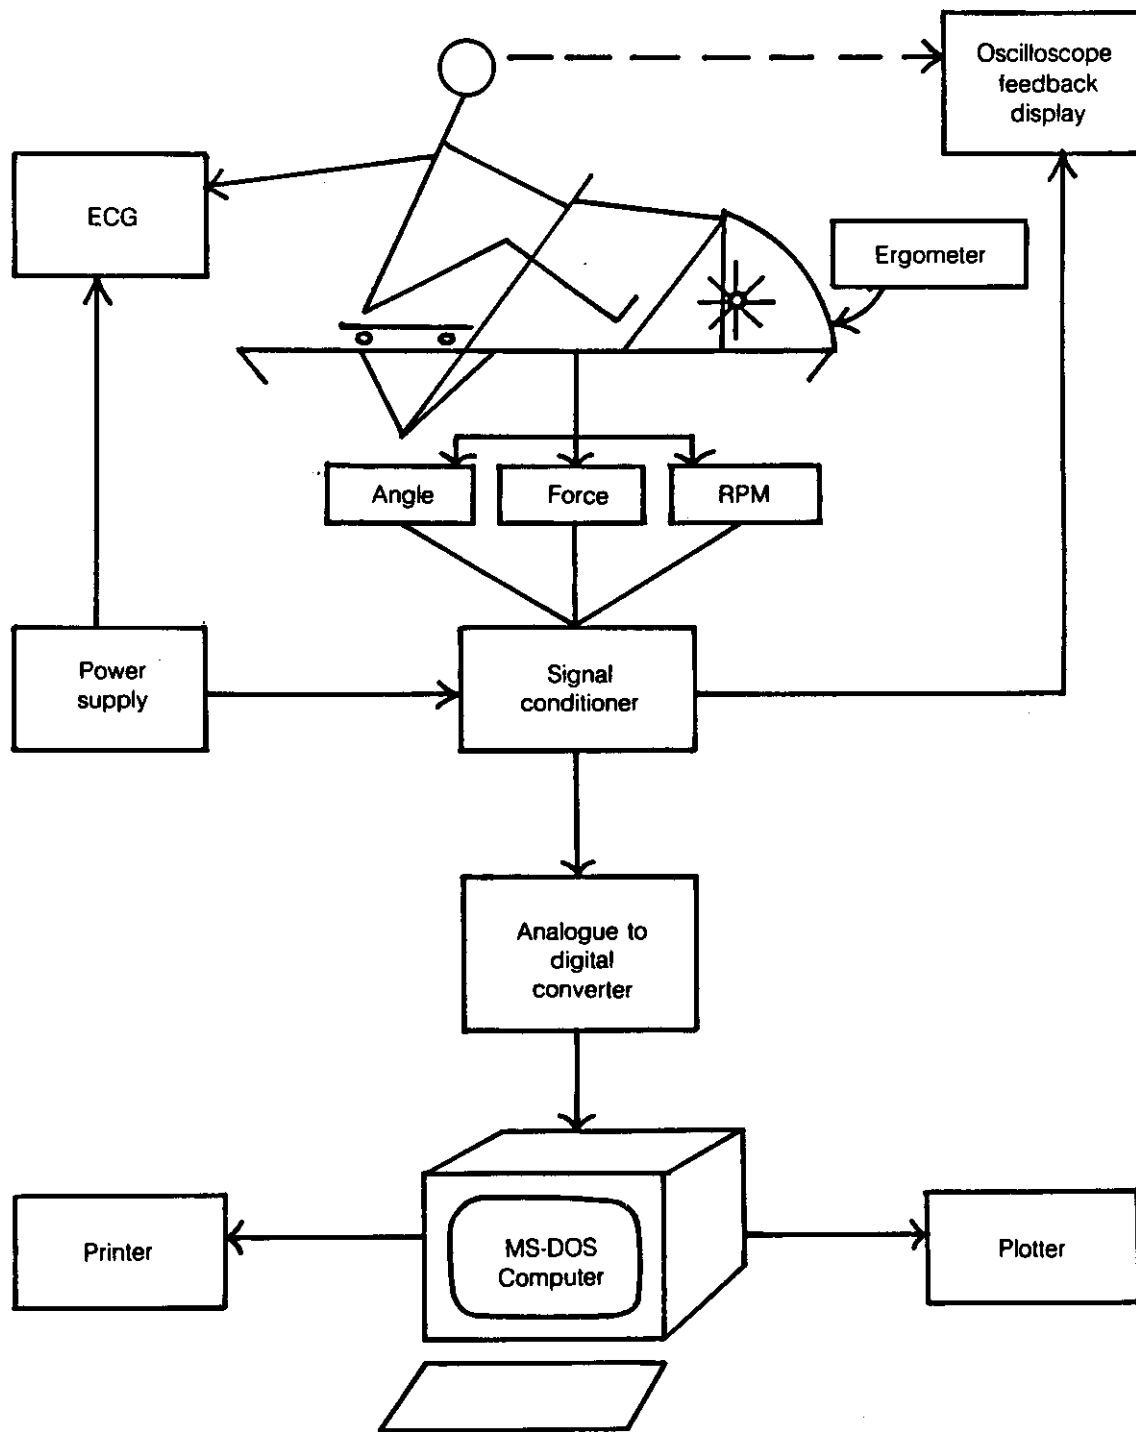 Oscilloscope
feedback
display
ECG
Ergometer
Angle
Force
RPM
Power
supply
Signal
conditioner
Analogue to
digital
converter
Printer
MS-DOS
Computer
Plotter